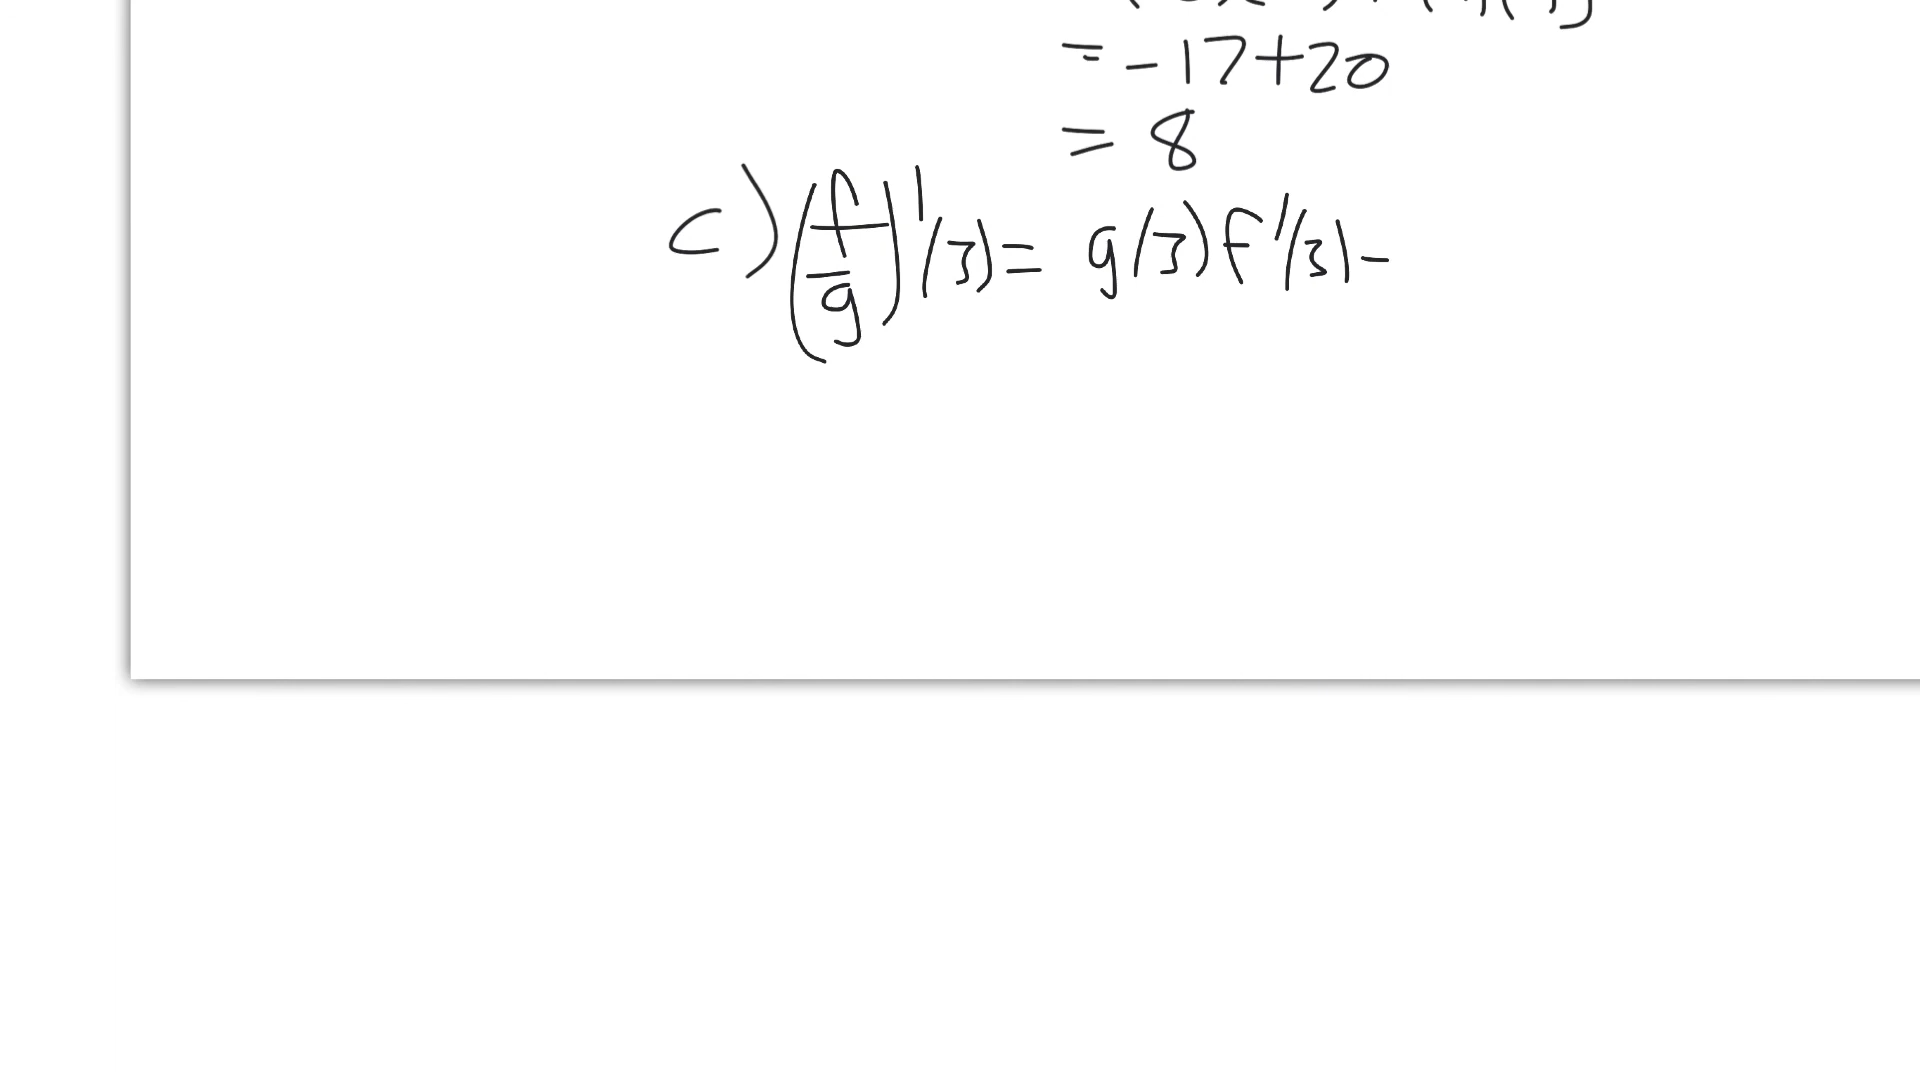 = -17+20
= 8
c) (f/g)'(3) = g(3)f'(3) -